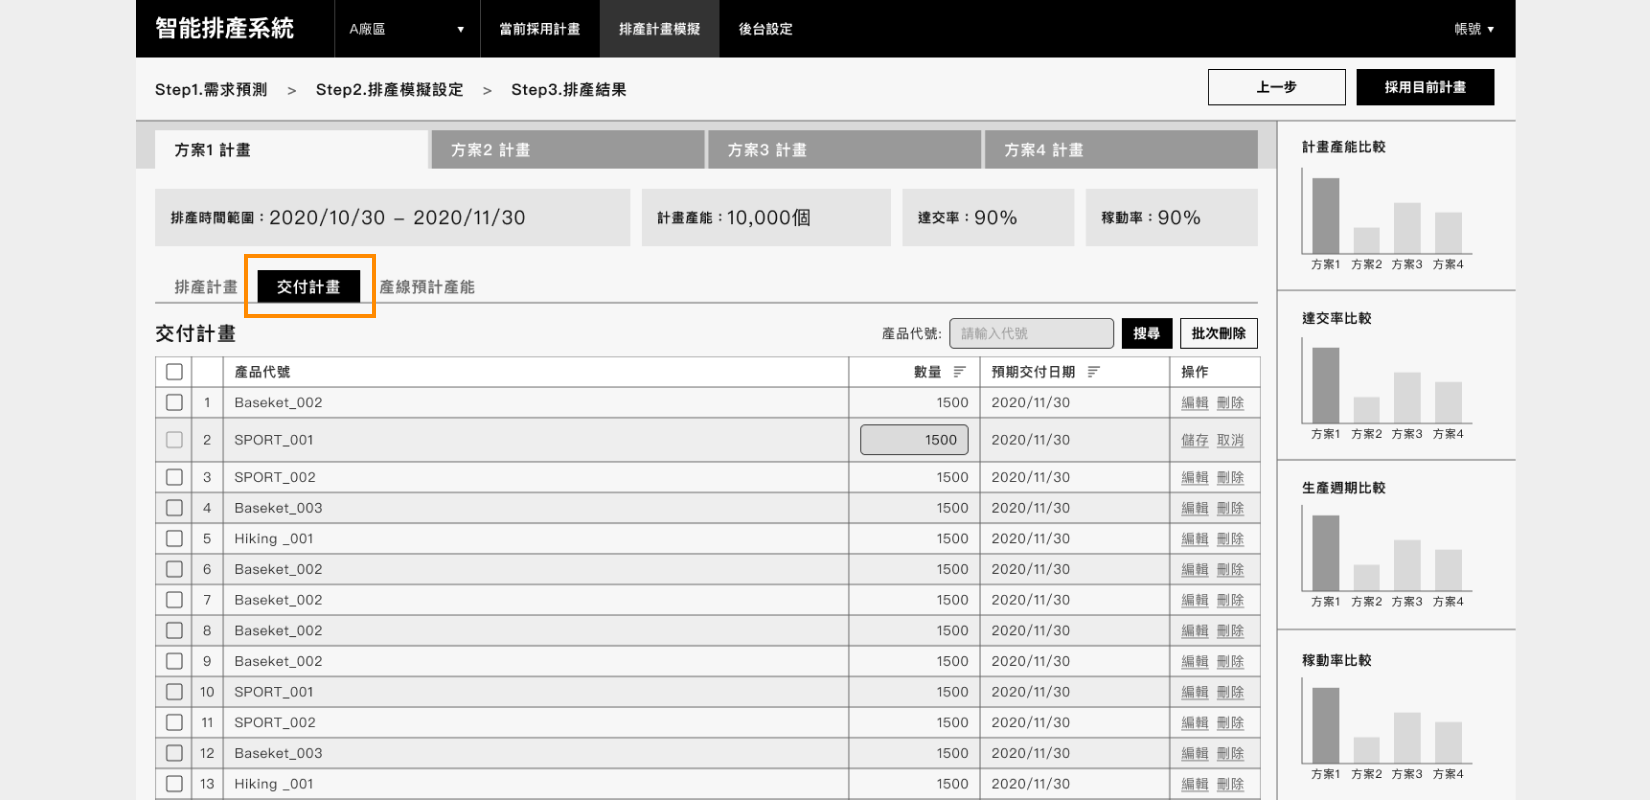 智能排產系統 A廠區 ▼ 當前採用計畫 排產計畫模擬 後台設定 帳號 ▼
Step1.需求預測 > Step2.排產模擬設定 > Step3.排產結果 上一步 採用目前計畫
方案1 計畫 方案2 計畫 方案3 計畫 方案4 計畫
排產時間範圍：2020/10/30 – 2020/11/30 計畫產能：10,000個 達交率：90% 稼動率：90%
排產計畫 交付計畫 產線預計產能
交付計畫 產品代號: 請輸入代號 搜尋 批次刪除
產品代號 數量 預期交付日期 操作
1 Baseket_002 1500 2020/11/30 編輯 刪除
2 SPORT_001 1500 2020/11/30 儲存 取消
3 SPORT_002 1500 2020/11/30 編輯 刪除
4 Baseket_003 1500 2020/11/30 編輯 刪除
5 Hiking _001 1500 2020/11/30 編輯 刪除
6 Baseket_002 1500 2020/11/30 編輯 刪除
7 Baseket_002 1500 2020/11/30 編輯 刪除
8 Baseket_002 1500 2020/11/30 編輯 刪除
9 Baseket_002 1500 2020/11/30 編輯 刪除
10 SPORT_001 1500 2020/11/30 編輯 刪除
11 SPORT_002 1500 2020/11/30 編輯 刪除
12 Baseket_003 1500 2020/11/30 編輯 刪除
13 Hiking _001 1500 2020/11/30 編輯 刪除
計畫產能比較
方案1 方案2 方案3 方案4
達交率比較
方案1 方案2 方案3 方案4
生產週期比較
方案1 方案2 方案3 方案4
稼動率比較
方案1 方案2 方案3 方案4